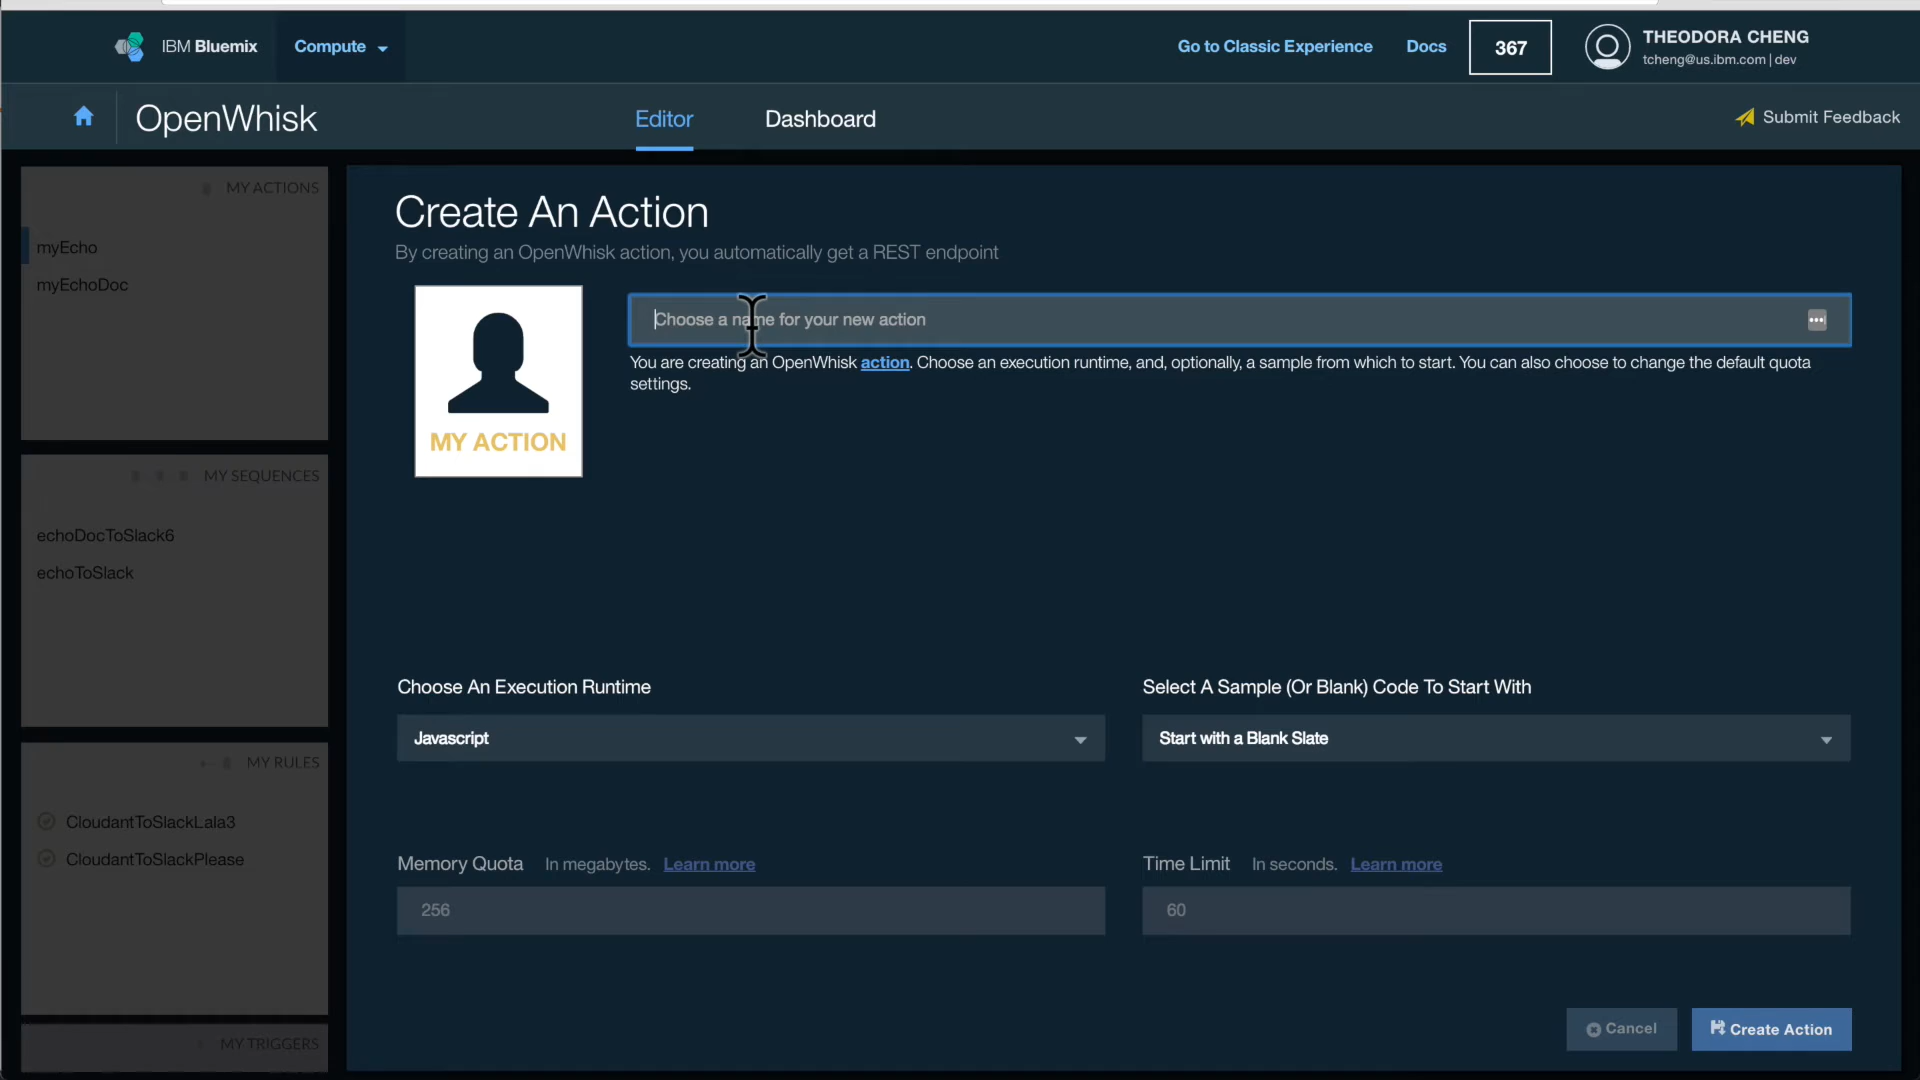 IBM Bluemix
Compute
Go to Classic Experience
Docs
367
THEODORA CHENG
tcheng@us.ibm.com | dev
OpenWhisk
Editor
Dashboard
Submit Feedback
MY ACTIONS
myEcho
myEchoDoc
MY SEQUENCES
echoDocToSlack6
echoToSlack
MY RULES
CloudantToSlackLala3
CloudantToSlackPlease
MY TRIGGERS
Create An Action
By creating an OpenWhisk action, you automatically get a REST endpoint
MY ACTION
Choose a name for your new action
You are creating an OpenWhisk action. Choose an execution runtime, and, optionally, a sample from which to start. You can also choose to change the default quota
settings.
Choose An Execution Runtime
Javascript
Select A Sample (Or Blank) Code To Start With
Start with a Blank Slate
Memory Quota In megabytes. Learn more
256
Time Limit In seconds. Learn more
60
Cancel
Create Action